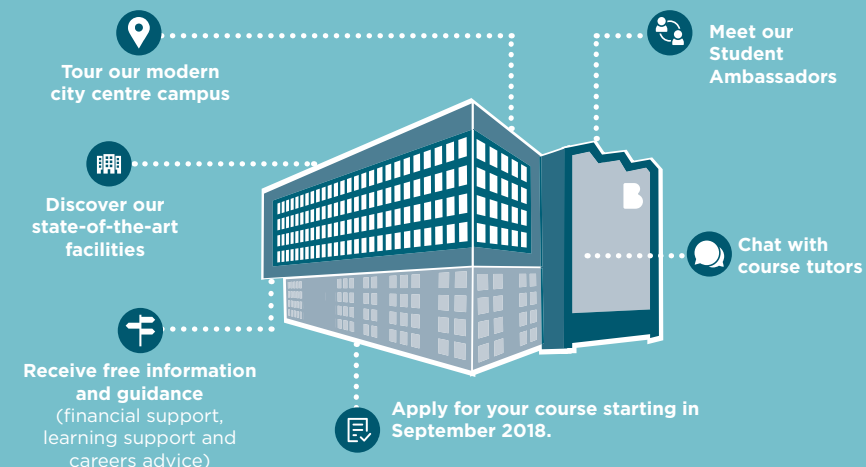 Tour our modern
city centre campus
Meet our
Student
Ambassadors
Discover our
state-of-the-art
facilities
B
Chat with
course tutors
Receive free information
and guidance
(financial support,
learning support and
careers advice)
Apply for your course starting in
September 2018.